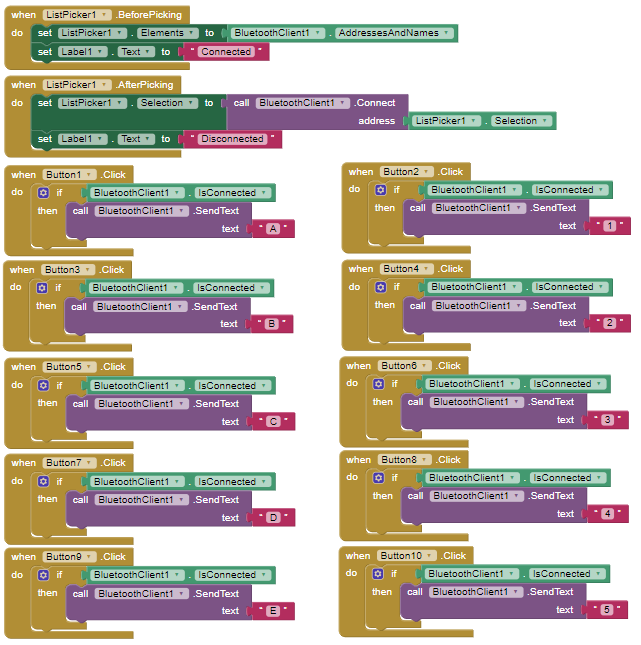 when ListPicker1 .BeforePicking
do set ListPicker1 . Elements to BluetoothClient1 . AddressesAndNames
set Label1 . Text to " Connected "
when ListPicker1 .AfterPicking
do set ListPicker1 . Selection to call BluetoothClient1 .Connect
address ListPicker1 . Selection
set Label1 . Text to " Disconnected "
when Button1 .Click
do if BluetoothClient1 . IsConnected
then call BluetoothClient1 .SendText
text " A "
when Button2 .Click
do if BluetoothClient1 . IsConnected
then call BluetoothClient1 .SendText
text " 1 "
when Button3 .Click
do if BluetoothClient1 . IsConnected
then call BluetoothClient1 .SendText
text " B "
when Button4 .Click
do if BluetoothClient1 . IsConnected
then call BluetoothClient1 .SendText
text " 2 "
when Button5 .Click
do if BluetoothClient1 . IsConnected
then call BluetoothClient1 .SendText
text " C "
when Button6 .Click
do if BluetoothClient1 . IsConnected
then call BluetoothClient1 .SendText
text " 3 "
when Button7 .Click
do if BluetoothClient1 . IsConnected
then call BluetoothClient1 .SendText
text " D "
when Button8 .Click
do if BluetoothClient1 . IsConnected
then call BluetoothClient1 .SendText
text " 4 "
when Button9 .Click
do if BluetoothClient1 . IsConnected
then call BluetoothClient1 .SendText
text " E "
when Button10 .Click
do if BluetoothClient1 . IsConnected
then call BluetoothClient1 .SendText
text " 5 "